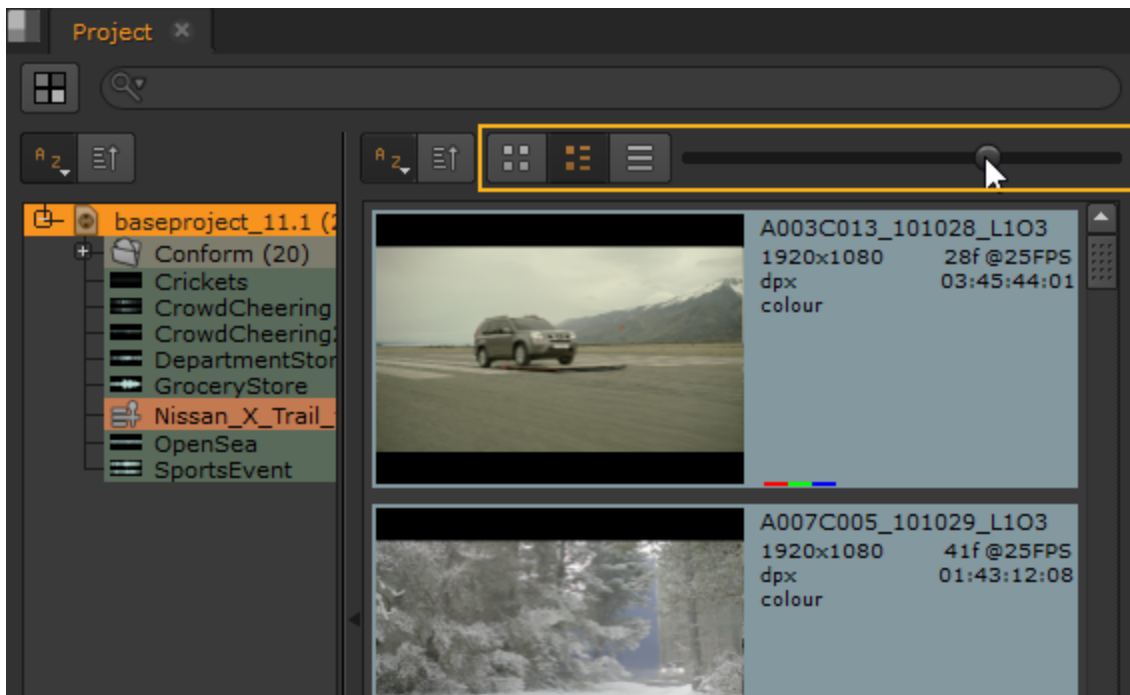 Project
A Z
A Z
baseproject_11.1 (
Conform (20)
Crickets
CrowdCheering
CrowdCheering
DepartmentStor
GroceryStore
Nissan_X_Trail_
OpenSea
SportsEvent
A003C013_101028_L1O3
1920x1080 28f@25FPS
dpx 03:45:44:01
colour
A007C005_101029_L1O3
1920x1080 41f@25FPS
dpx 01:43:12:08
colour